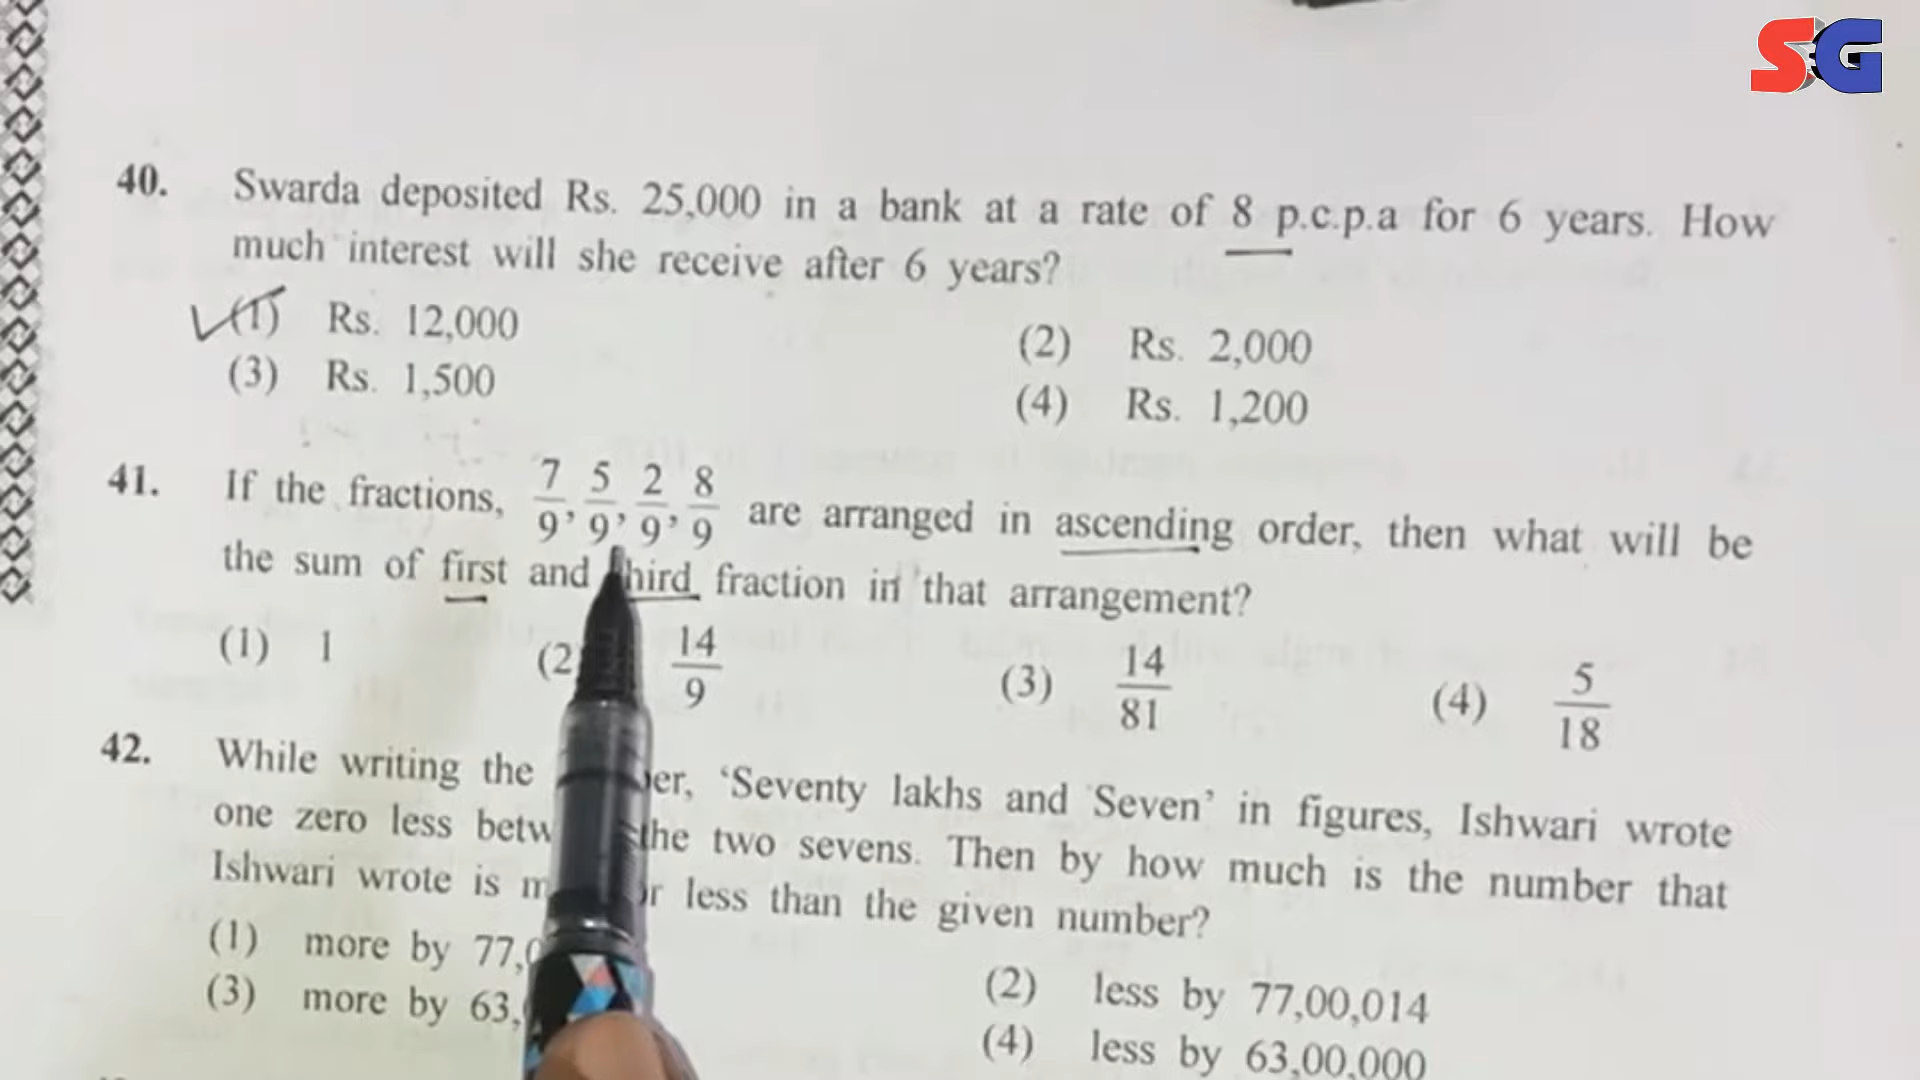 SG
40. Swarda deposited Rs. 25,000 in a bank at a rate of 8 p.c.p.a for 6 years. How
much interest will she receive after 6 years?
(1) Rs. 12,000 (2) Rs. 2,000
(3) Rs. 1,500 (4) Rs. 1,200
41. If the fractions, 7/9, 5/9, 2/9, 8/9 are arranged in ascending order, then what will be
the sum of first and third fraction in that arrangement?
(1) 1 (2) 14/9 (3) 14/81 (4) 5/18
42. While writing the , ‘Seventy lakhs and Seven’ in figures, Ishwari wrote
one zero less the two sevens. Then by how much is the number that
Ishwari wrote is less than the given number?
(1) more by 77, (2) less by 77,00,014
(3) more by 63, (4) less by 63,00,000